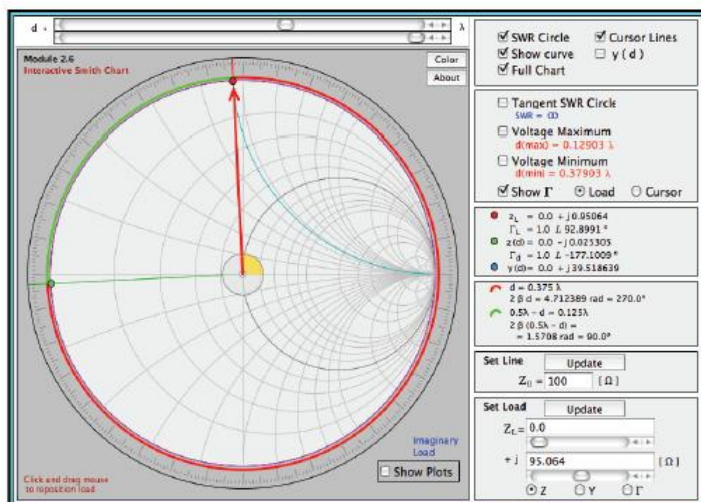 d
λ
Module 2.6
Interactive Smith Chart
Color
About
SWR Circle
Cursor Lines
Show curve
y ( d )
Full Chart
Tangent SWR Circle
SWR = ∞
Voltage Maximum
d(max) = 0.12903 λ
Voltage Minimum
d(min) = 0.37903 λ
Show Γ
Load
Cursor
z_L = 0.0 + j 0.95064
Γ_L = 1.0 ∠ 92.8991 °
z(d) = 0.0 - j 0.025305
Γ_d = 1.0 ∠ -177.1009°
y(d)= 0.0 + j 39.518639
d = 0.375 λ
2 β d = 4.712389 rad = 270.0°
0.5λ - d = 0.125λ
2 β (0.5λ - d) =
= 1.5708 rad = 90.0°
Set Line
Update
Z_0 = 100 [ Ω ]
Set Load
Update
Z_L= 0.0
+ j 95.064 [ Ω ]
Z
Y
Γ
Imaginary
Load
Show Plots
Click and drag mouse
to reposition load